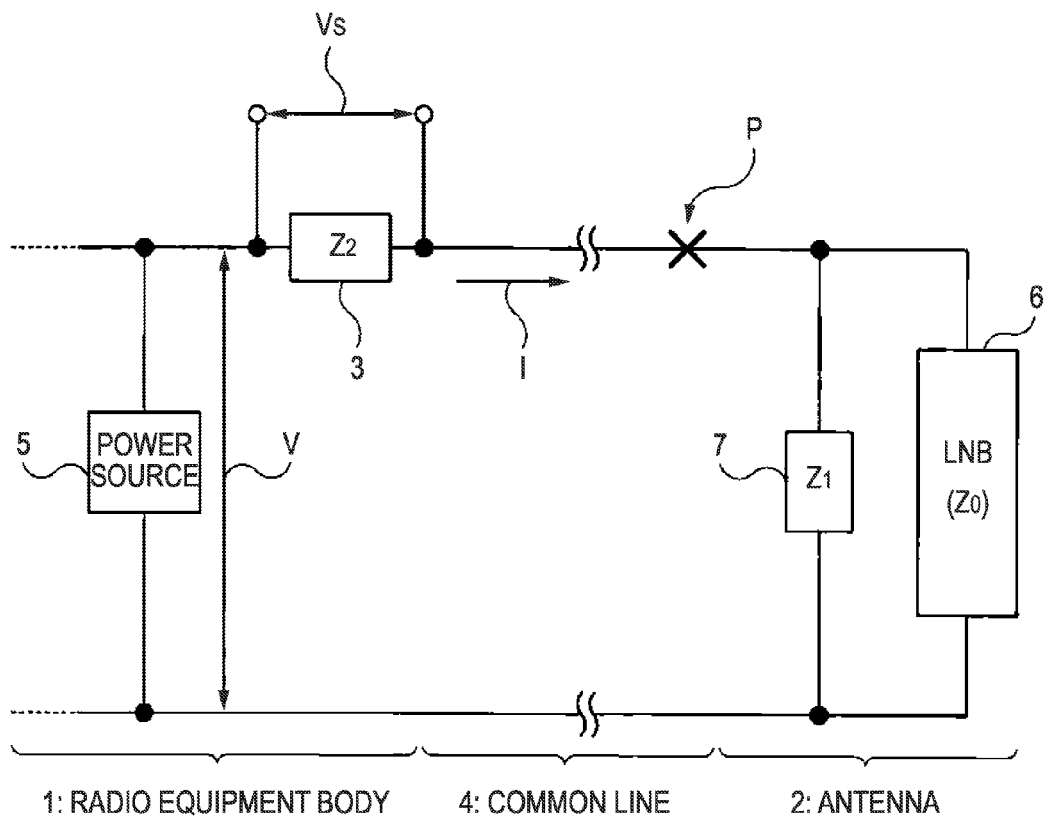 Vs
P
Z2
3
I
6
5
POWER
SOURCE
V
7
Z1
LNB
(Z0)
1: RADIO EQUIPMENT BODY
4: COMMON LINE
2: ANTENNA